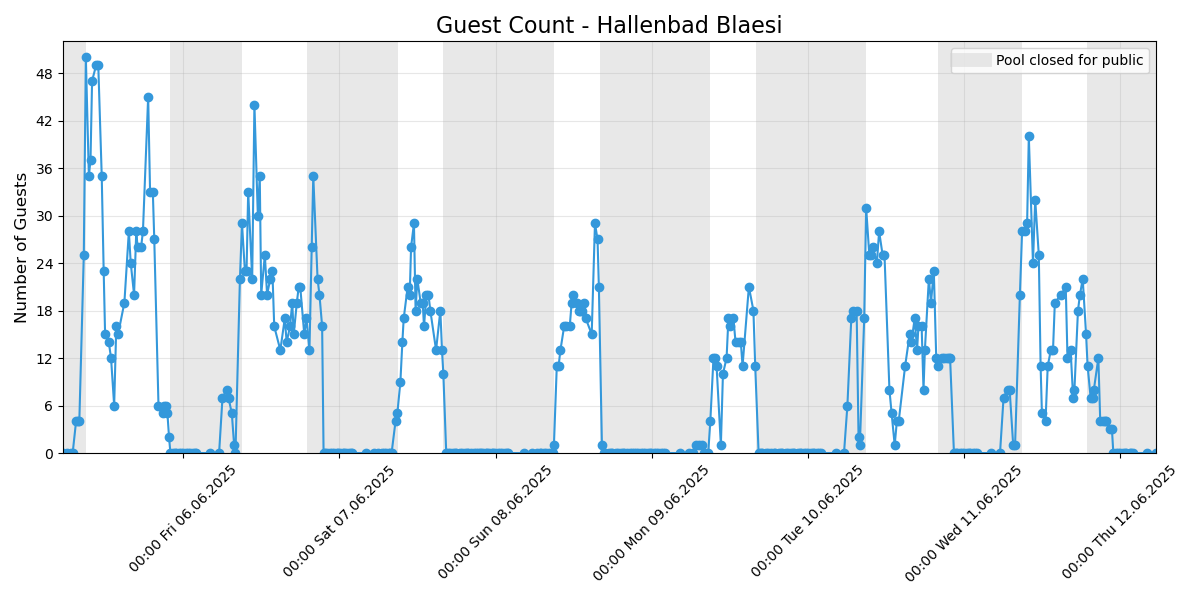 Guest Count - Hallenbad Blaesi
Pool closed for public
Number of Guests
48
42
36
30
24
18
12
6
0
00:00 Fri 06.06.2025
00:00 Sat 07.06.2025
00:00 Sun 08.06.2025
00:00 Mon 09.06.2025
00:00 Tue 10.06.2025
00:00 Wed 11.06.2025
00:00 Thu 12.06.2025